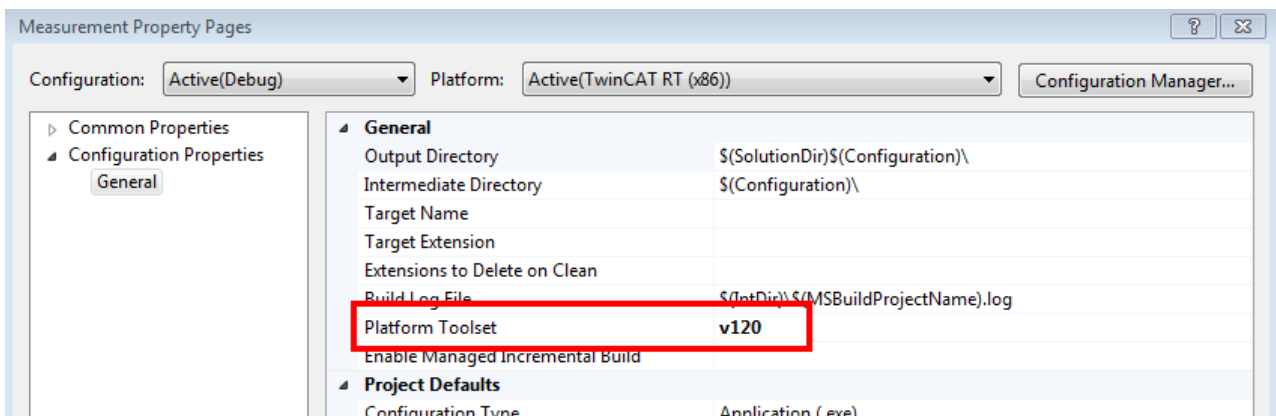 Measurement Property Pages
Configuration: Active(Debug) Platform: Active(TwinCAT RT (x86)) Configuration Manager...
Common Properties
Configuration Properties
General
General
Output Directory $(SolutionDir)$(Configuration)\
Intermediate Directory $(Configuration)\
Target Name
Target Extension
Extensions to Delete on Clean
Build Log File $(IntDir)\$(MSBuildProjectName).log
Platform Toolset v120
Enable Managed Incremental Build
Project Defaults
Configuration Type Application (.exe)